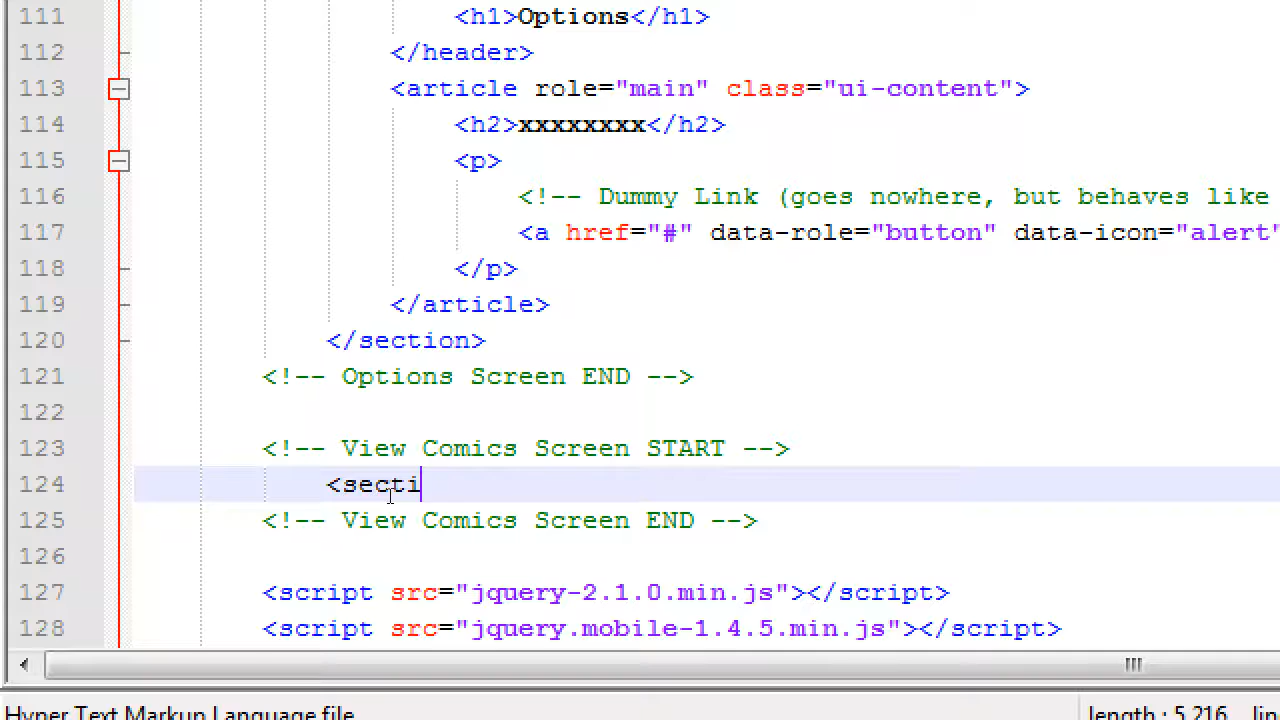 111 <h1>Options</h1>
112 </header>
113 <article role="main" class="ui-content">
114 <h2>xxxxxxxx</h2>
115 <p>
116 <!-- Dummy Link (goes nowhere, but behaves like
117 <a href="#" data-role="button" data-icon="alert"
118 </p>
119 </article>
120 </section>
121 <!-- Options Screen END -->
122
123 <!-- View Comics Screen START -->
124 <secti
125 <!-- View Comics Screen END -->
126
127 <script src="jquery-2.1.0.min.js"></script>
128 <script src="jquery.mobile-1.4.5.min.js"></script>
Hyper Text Markup Language file length : 5,216 lin